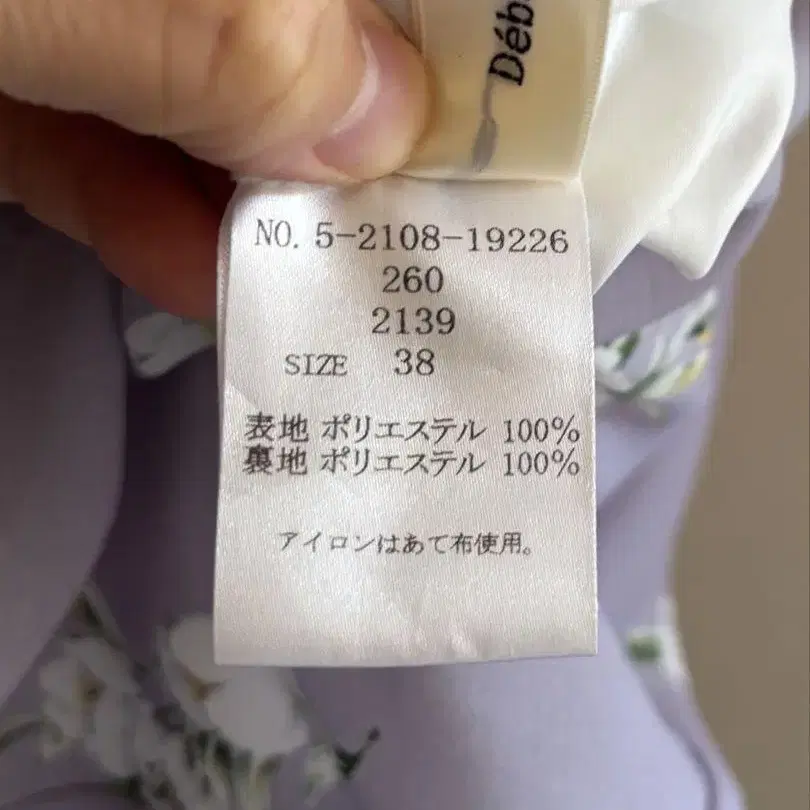 Déb
NO. 5-2108-19226
260
2139
SIZE 38
表地 ポリエステル 100%
裏地 ポリエステル 100%
アイロンはあて布使用。